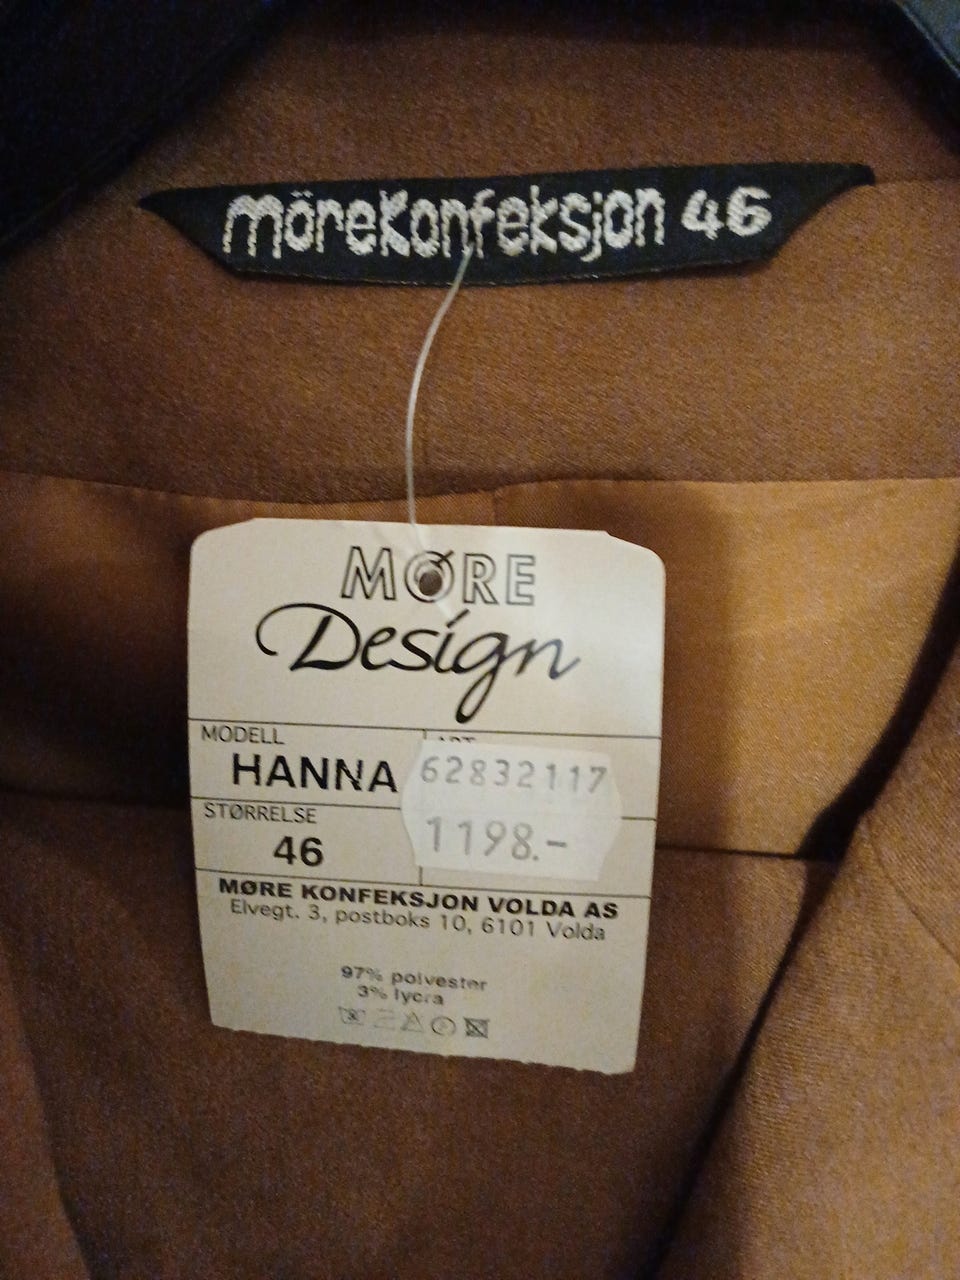 mörekonfeksjon 46
MØRE
Design
MODELL
HANNA
62832117
STØRRELSE
46
1198.-
MØRE KONFEKSJON VOLDA AS
Elvegt. 3, postboks 10, 6101 Volda
97% polyester
3% lycra